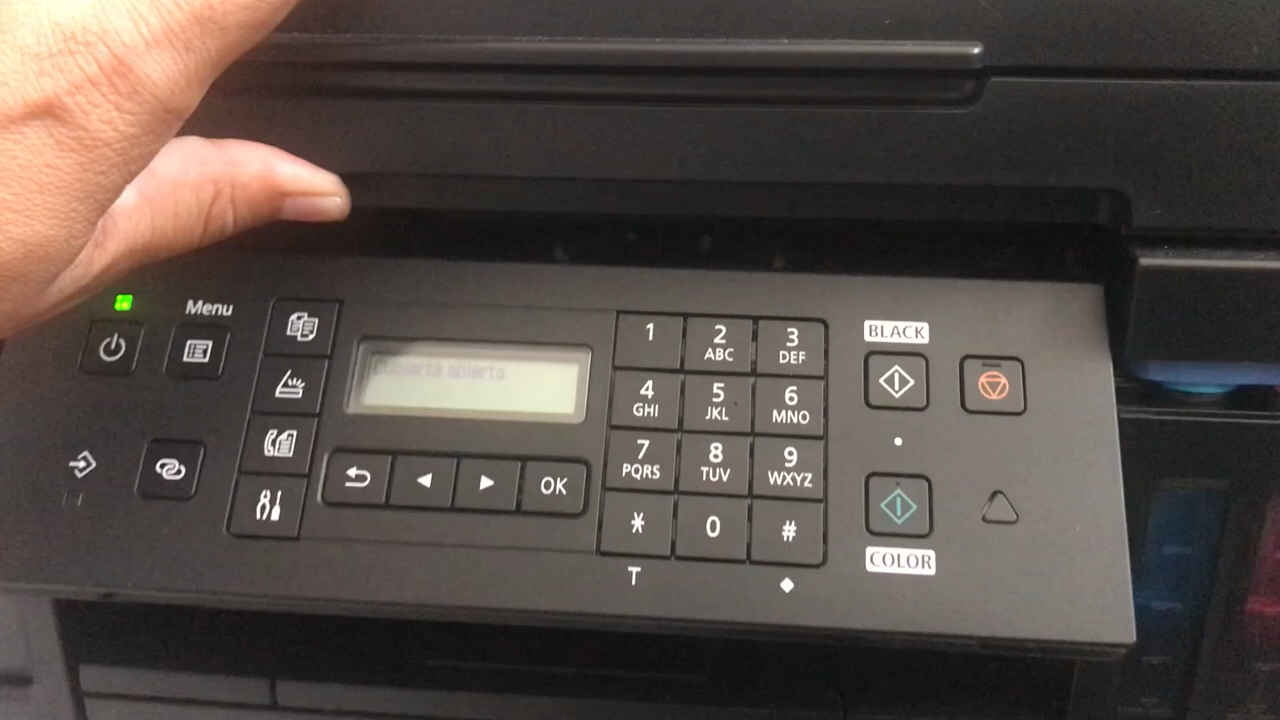 Menu
Cubierta abierta
OK
1
2
ABC
3
DEF
4
GHI
5
JKL
6
MNO
7
PQRS
8
TUV
9
WXYZ
*
0
#
T
BLACK
COLOR